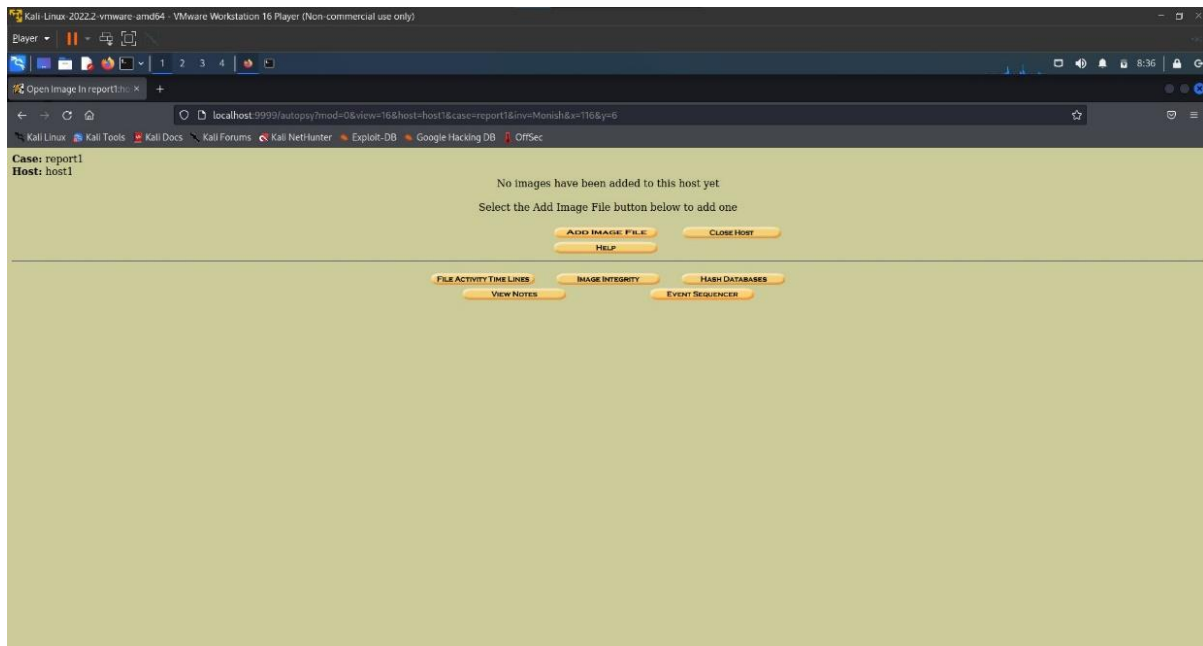 Kali-Linux-2022.2-vmware-amd64 - VMware Workstation 16 Player (Non-commercial use only)
Player
1 2 3 4 8:36
Open Image In report1:ho
localhost:9999/autopsy?mod=0&view=16&host=host1&case=report1&inv=Monish&x=116&y=6
Kali Linux Kali Tools Kali Docs Kali Forums Kali NetHunter Exploit-DB Google Hacking DB OffSec
Case: report1
Host: host1
No images have been added to this host yet
Select the Add Image File button below to add one
ADD IMAGE FILE CLOSE HOST
HELP
FILE ACTIVITY TIME LINES IMAGE INTEGRITY HASH DATABASES
VIEW NOTES EVENT SEQUENCER